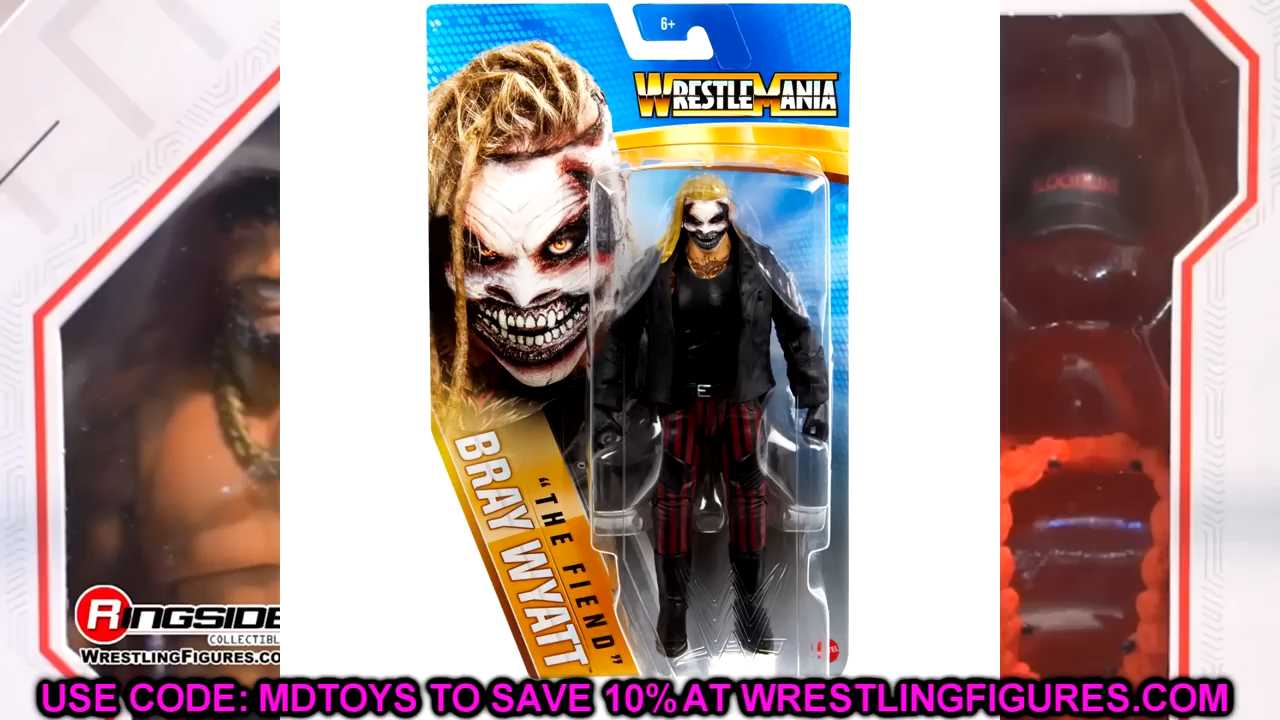 6+
WRESTLEMANIA
BLOODLINE
"THE FIEND"
BRAY WYATT
RINGSIDE
COLLECTIBL
WRESTLINGFIGURES.CO
USE CODE: MDTOYS TO SAVE 10% AT WRESTLINGFIGURES.COM